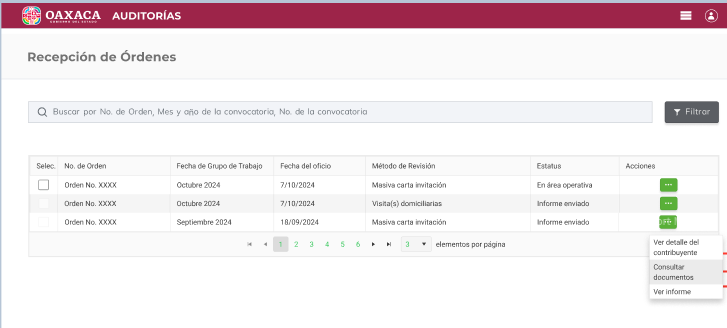 OAXACA AUDITORÍAS
GOBIERNO DEL ESTADO
Recepción de Órdenes
Buscar por No. de Orden, Mes y año de la convocatoria, No. de la convocatoria
Filtrar
Selec. No. de Orden Fecha de Grupo de Trabajo Fecha del oficio Método de Revisión Estatus Acciones
Orden No. XXXX Octubre 2024 7/10/2024 Masiva carta invitación En área operativa
Orden No. XXXX Octubre 2024 7/10/2024 Visita(s) domiciliarias Informe enviado
Orden No. XXXX Septiembre 2024 18/09/2024 Masiva carta invitación Informe enviado
1 2 3 4 5 6 3 elementos por página
Ver detalle del
contribuyente
Consultar
documentos
Ver informe